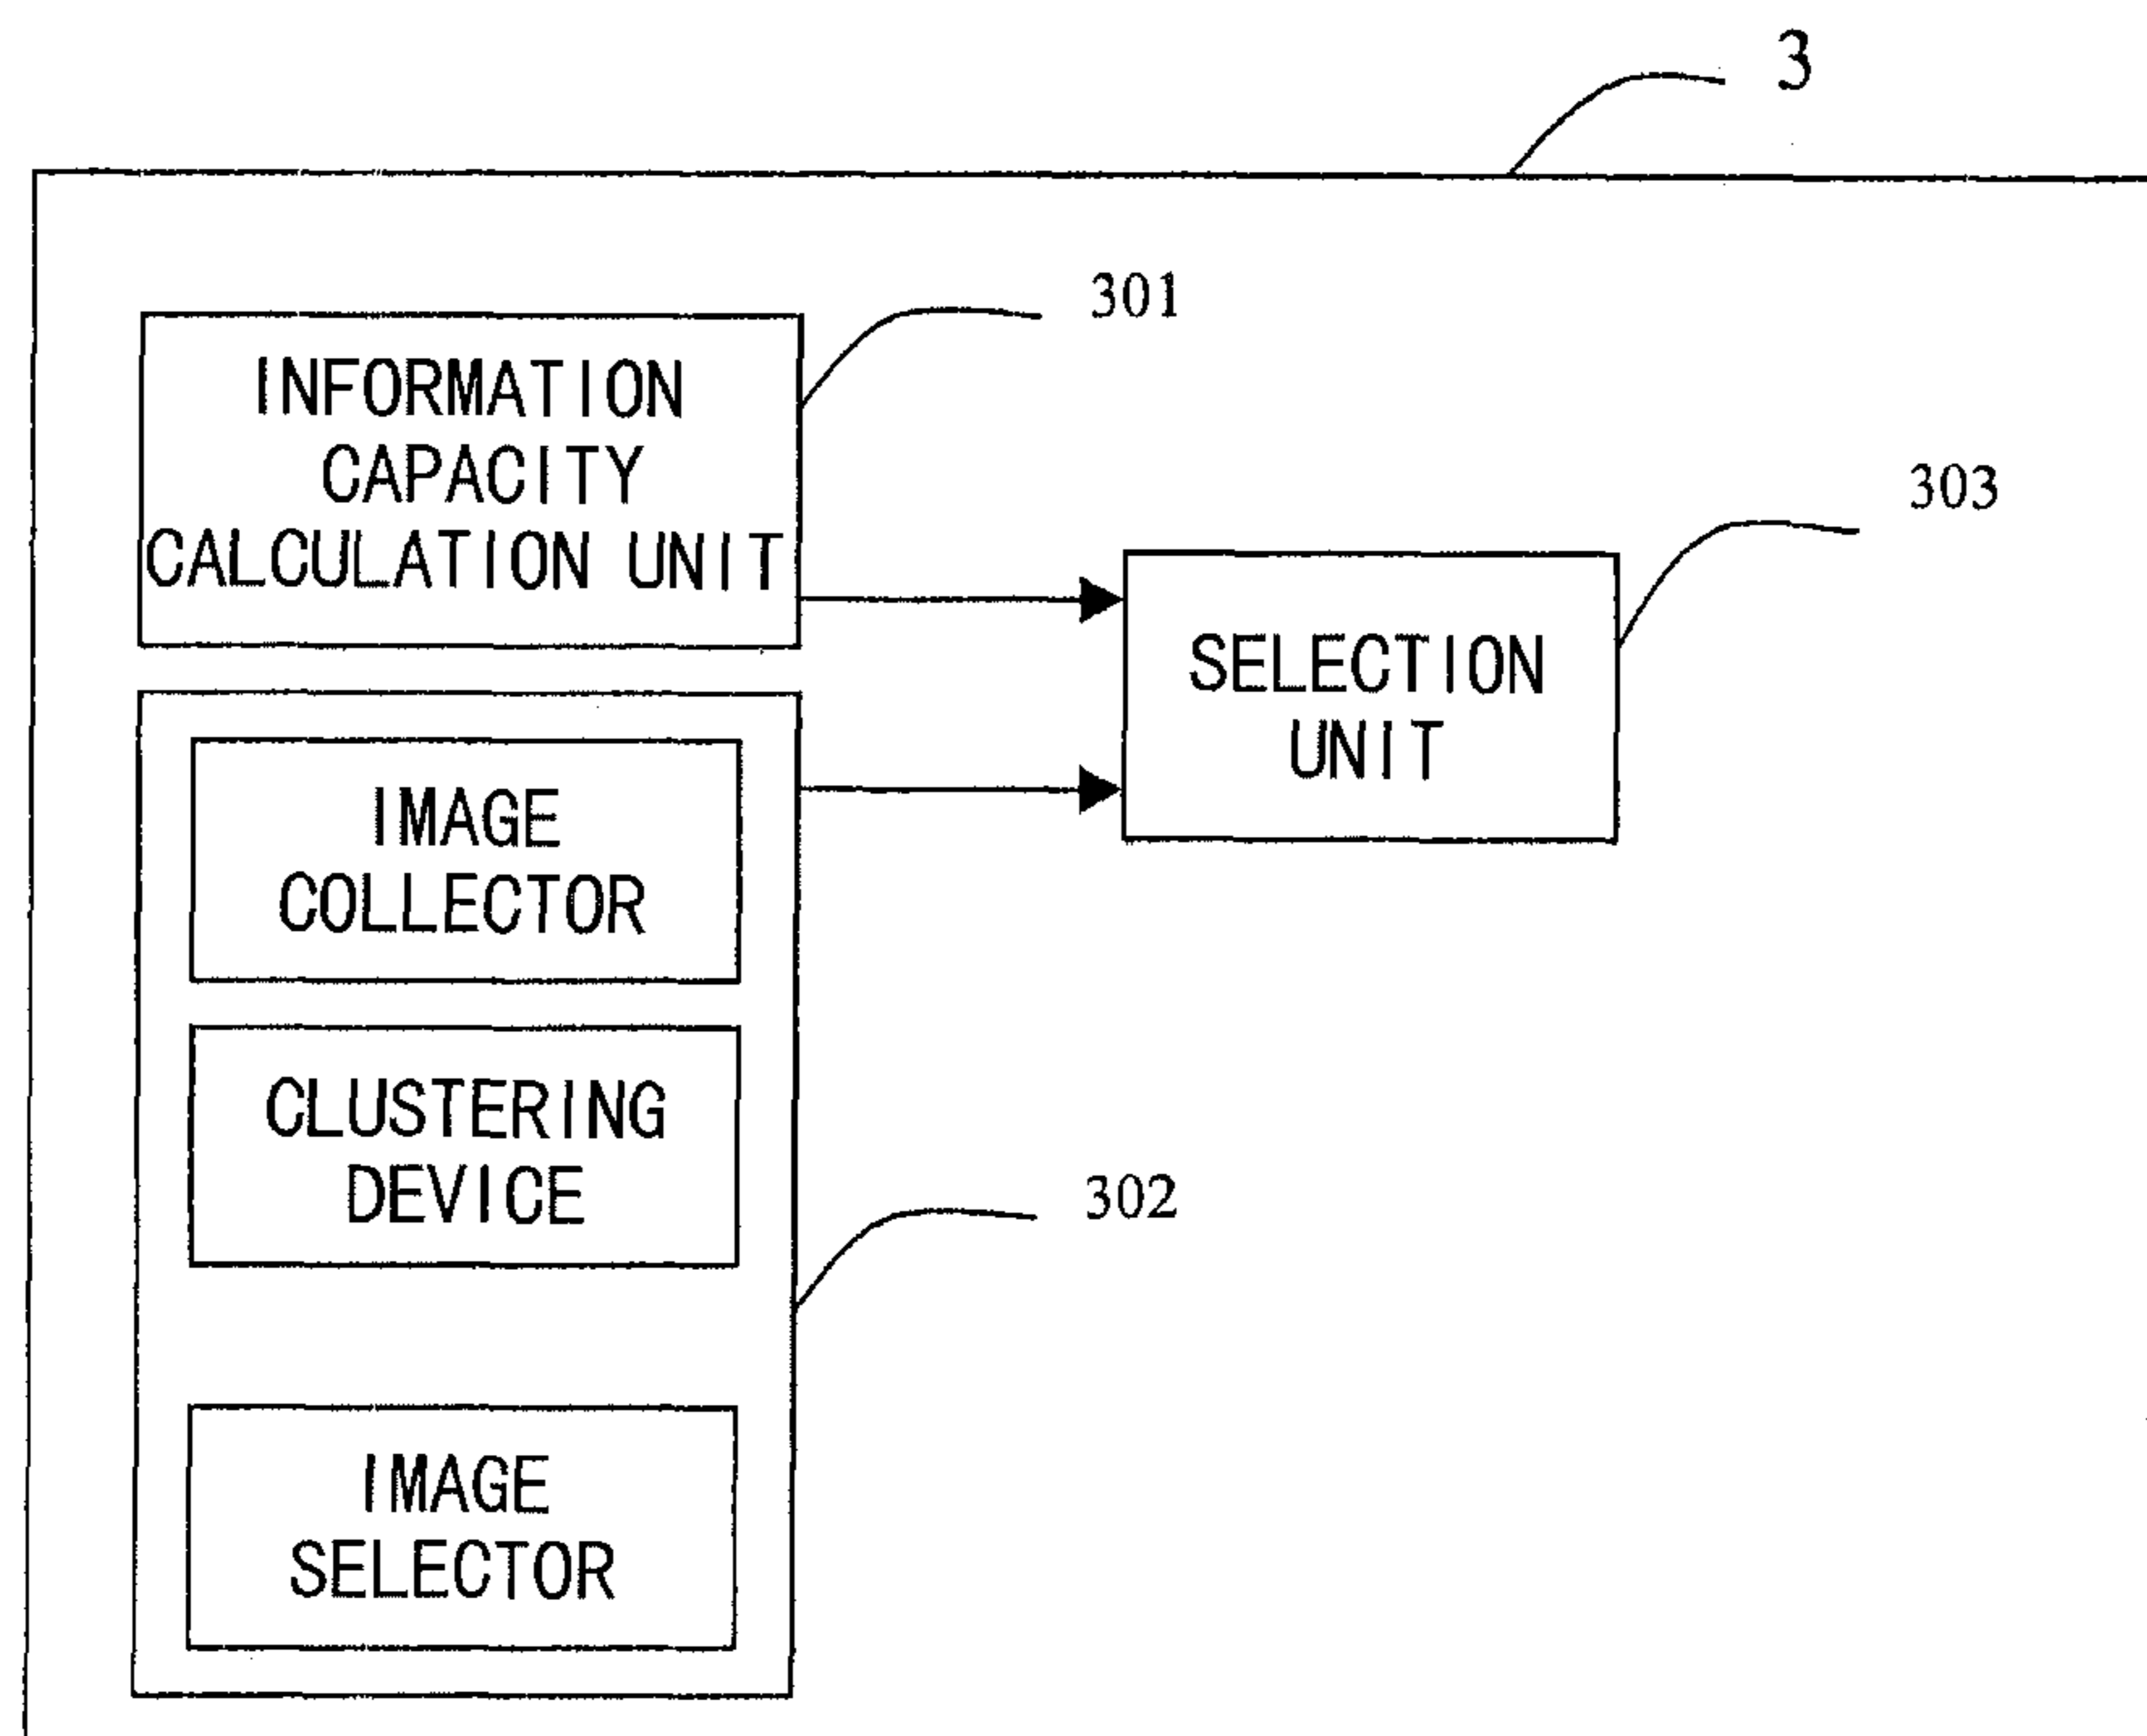 3
301
INFORMATION
CAPACITY
CALCULATION UNIT
303
SELECTION
UNIT
IMAGE
COLLECTOR
CLUSTERING
DEVICE
302
IMAGE
SELECTOR